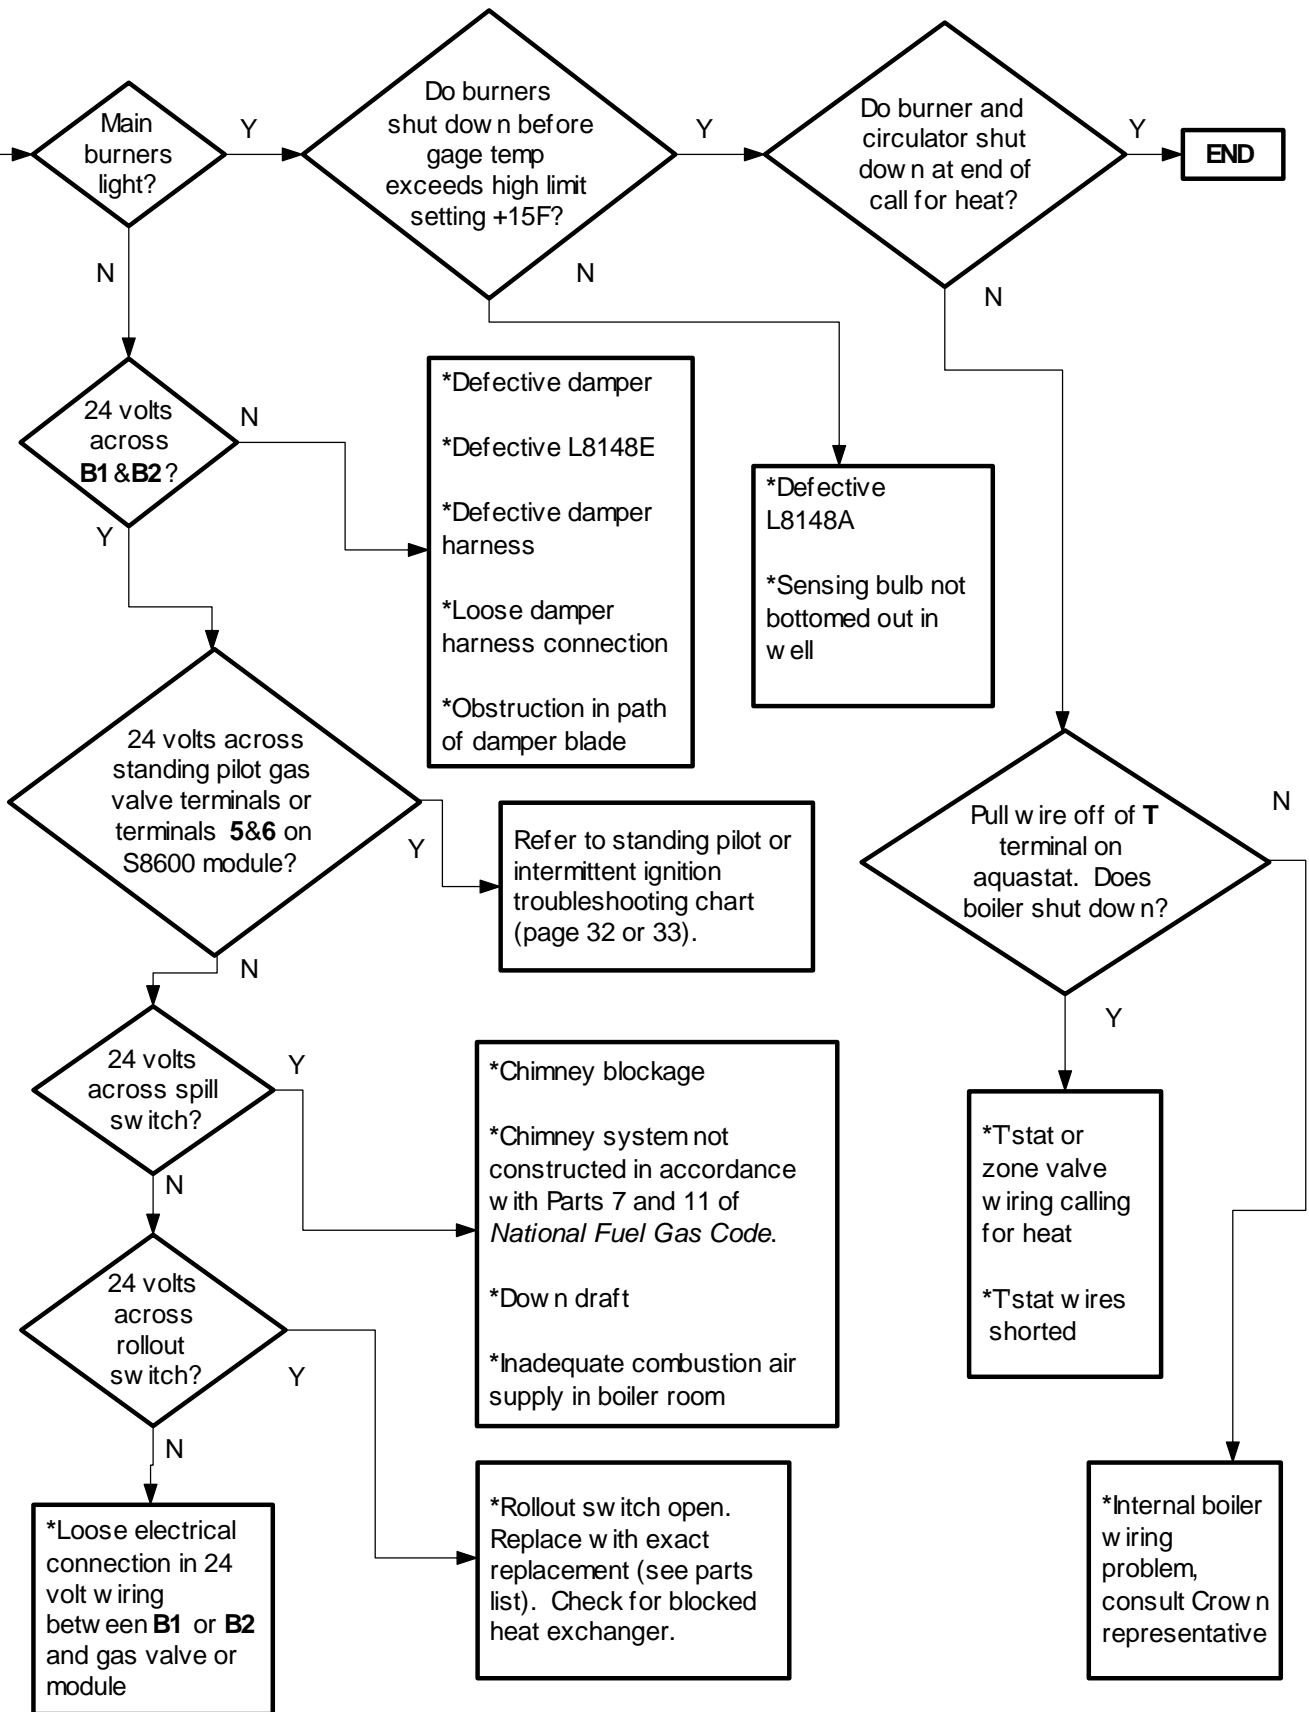 Main
burners
light?
Y
Do burners
shut down before
gage temp
exceeds high limit
setting +15F?
Y
Do burner and
circulator shut
down at end of
call for heat?
Y
END
N
N
N
24 volts
across
B1&B2?
N
Y
*Defective damper
*Defective L8148E
*Defective damper
harness
*Loose damper
harness connection
*Obstruction in path
of damper blade
*Defective
L8148A
*Sensing bulb not
bottomed out in
well
24 volts across
standing pilot gas
valve terminals or
terminals 5&6 on
S8600 module?
Y
N
Refer to standing pilot or
intermittent ignition
troubleshooting chart
(page 32 or 33).
Pull wire off of T
terminal on
aquastat. Does
boiler shut down?
N
Y
24 volts
across spill
switch?
Y
N
*Chimney blockage
*Chimney system not
constructed in accordance
with Parts 7 and 11 of
National Fuel Gas Code.
*Down draft
*Inadequate combustion air
supply in boiler room
*T'stat or
zone valve
wiring calling
for heat
*T'stat wires
shorted
24 volts
across
rollout
switch?
Y
N
*Loose electrical
connection in 24
volt wiring
between B1 or B2
and gas valve or
module
*Rollout switch open.
Replace with exact
replacement (see parts
list). Check for blocked
heat exchanger.
*Internal boiler
wiring
problem,
consult Crown
representative